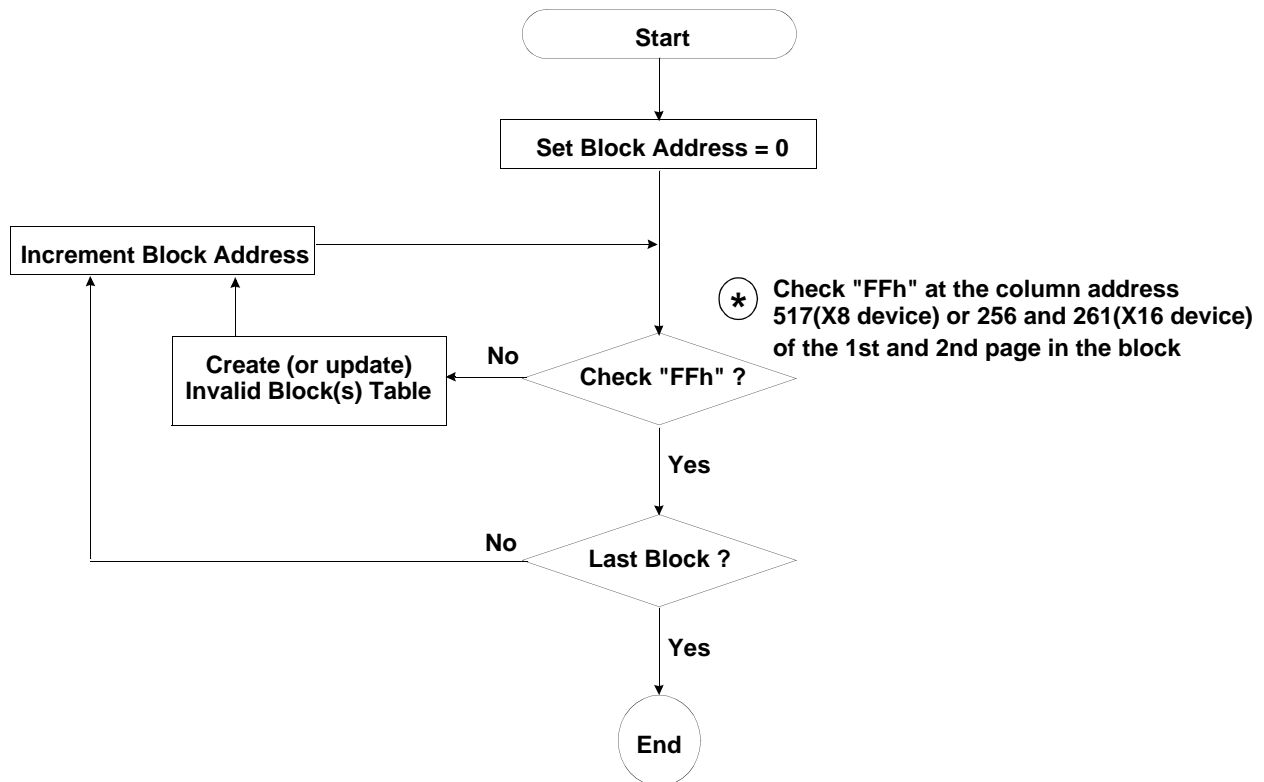 Start
Set Block Address = 0
Increment Block Address
* Check "FFh" at the column address
517(X8 device) or 256 and 261(X16 device)
of the 1st and 2nd page in the block
No
Create (or update)
Invalid Block(s) Table
Check "FFh" ?
Yes
No
Last Block ?
Yes
End